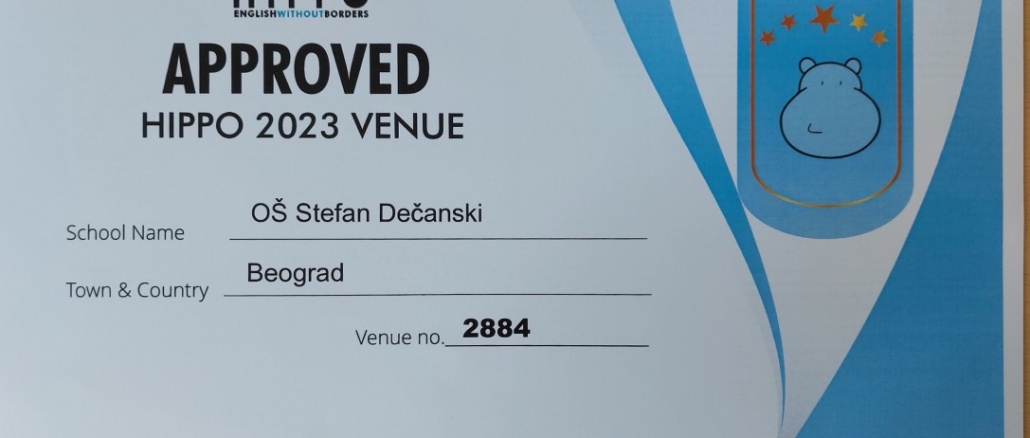 ENGLISHWITHOUTBORDERS
APPROVED
HIPPO 2023 VENUE
School Name OŠ Stefan Dečanski
Town & Country Beograd
Venue no. 2884